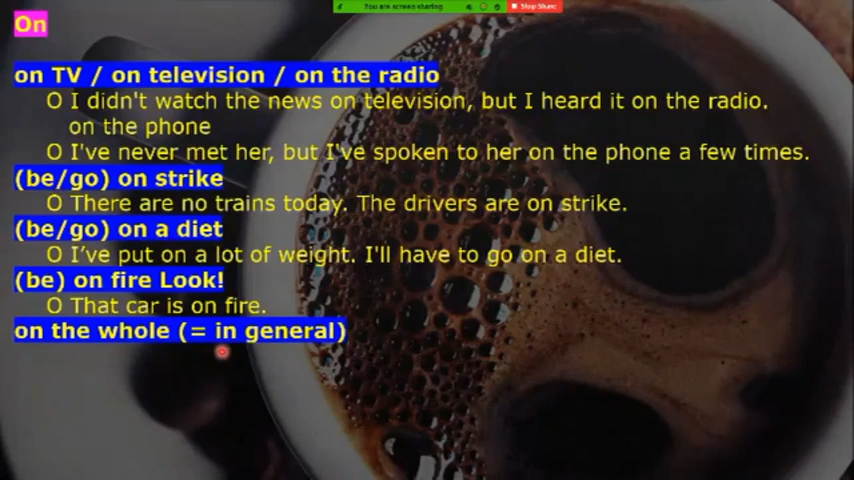 You are screen sharing
Stop Share
On
on TV / on television / on the radio
O I didn't watch the news on television, but I heard it on the radio.
on the phone
O I've never met her, but I've spoken to her on the phone a few times.
(be/go) on strike
O There are no trains today. The drivers are on strike.
(be/go) on a diet
O I’ve put on a lot of weight. I'll have to go on a diet.
(be) on fire Look!
O That car is on fire.
on the whole (= in general)